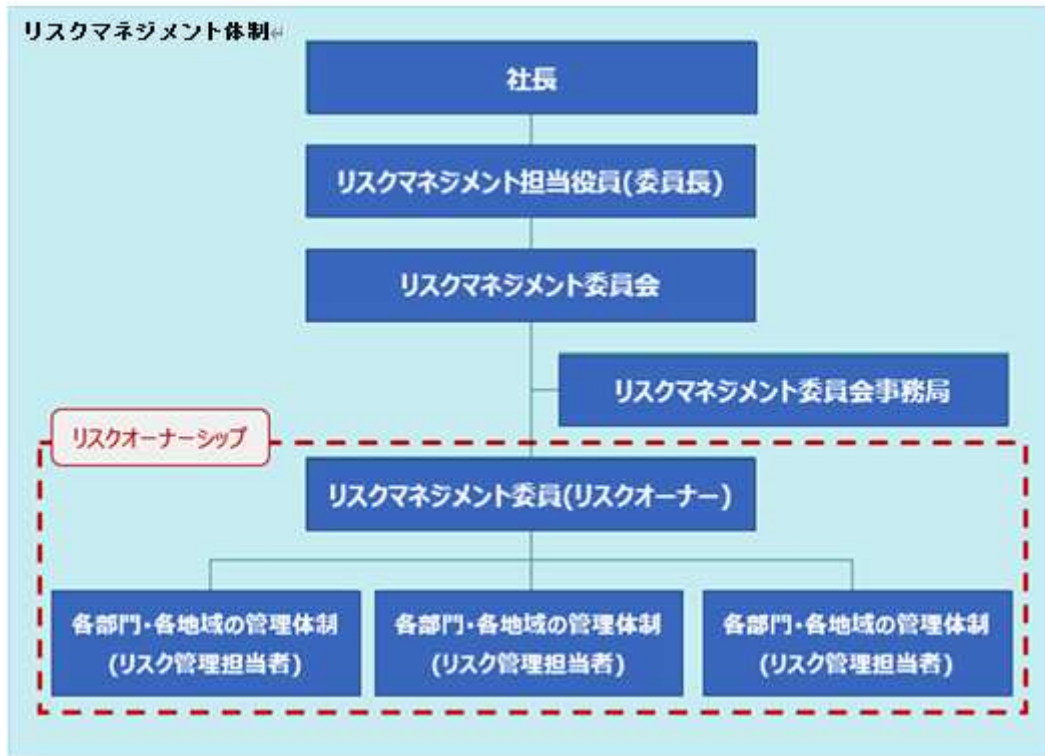 リスクマネジメント体制↵
社長
リスクマネジメント担当役員(委員長)
リスクマネジメント委員会
リスクマネジメント委員会事務局
リスクオーナーシップ
リスクマネジメント委員(リスクオーナー)
各部門・各地域の管理体制
(リスク管理担当者)
各部門・各地域の管理体制
(リスク管理担当者)
各部門・各地域の管理体制
(リスク管理担当者)